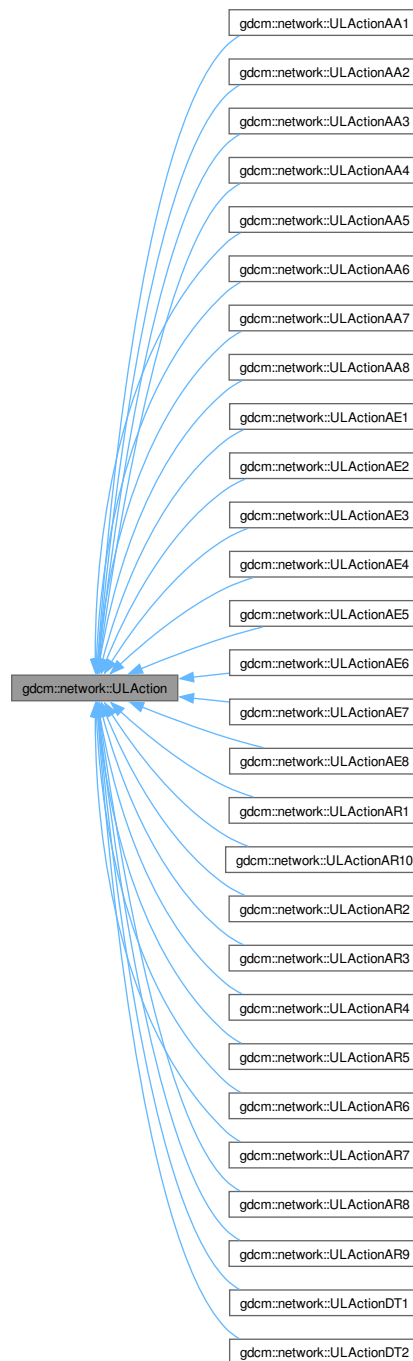 gdcm::network::ULActionAA1
gdcm::network::ULActionAA2
gdcm::network::ULActionAA3
gdcm::network::ULActionAA4
gdcm::network::ULActionAA5
gdcm::network::ULActionAA6
gdcm::network::ULActionAA7
gdcm::network::ULActionAA8
gdcm::network::ULActionAE1
gdcm::network::ULActionAE2
gdcm::network::ULActionAE3
gdcm::network::ULActionAE4
gdcm::network::ULActionAE5
gdcm::network::ULActionAE6
gdcm::network::ULAction
gdcm::network::ULActionAE7
gdcm::network::ULActionAE8
gdcm::network::ULActionAR1
gdcm::network::ULActionAR10
gdcm::network::ULActionAR2
gdcm::network::ULActionAR3
gdcm::network::ULActionAR4
gdcm::network::ULActionAR5
gdcm::network::ULActionAR6
gdcm::network::ULActionAR7
gdcm::network::ULActionAR8
gdcm::network::ULActionAR9
gdcm::network::ULActionDT1
gdcm::network::ULActionDT2